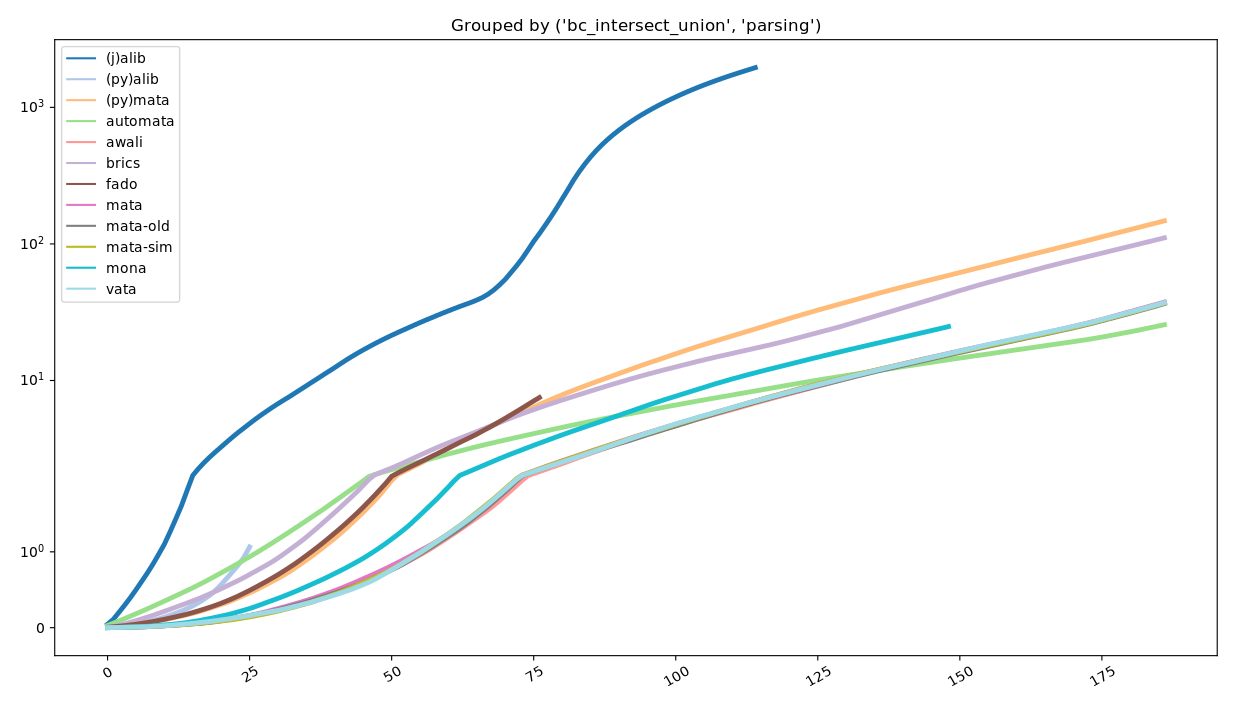 Grouped by ('bc_intersect_union', 'parsing')
(j)alib
(py)alib
(py)mata
automata
awali
brics
fado
mata
mata-old
mata-sim
mona
vata
10³
10²
10¹
10⁰
0
0
25
50
75
100
125
150
175